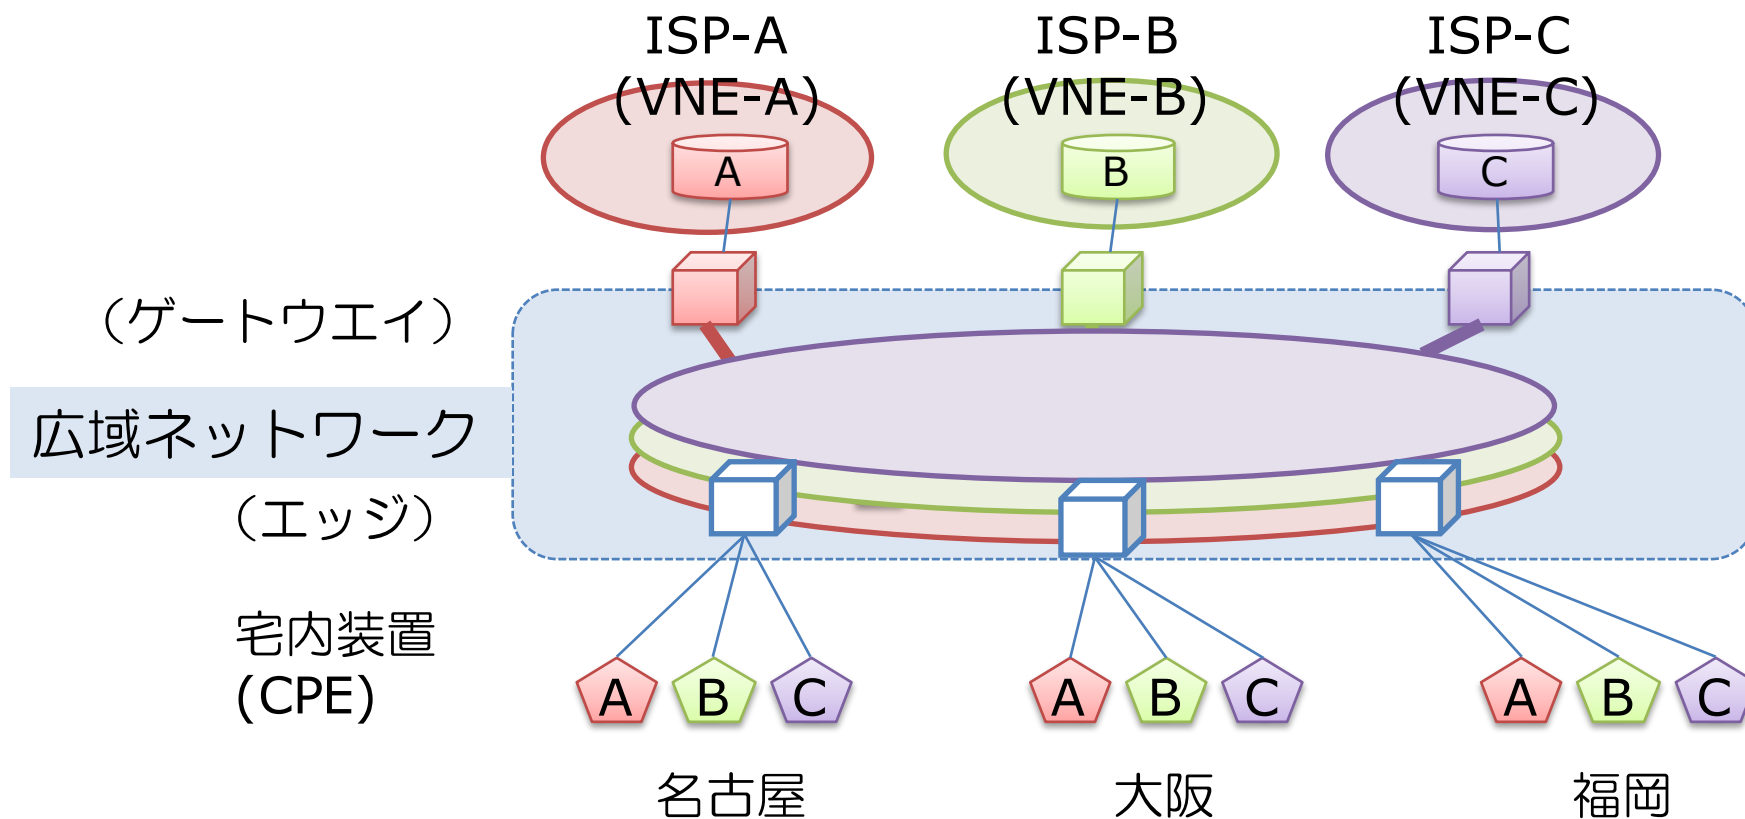 ISP-A
(VNE-A)
ISP-B
(VNE-B)
ISP-C
(VNE-C)
A
B
C
（ゲートウエイ）
広域ネットワーク
（エッジ）
宅内装置
(CPE)
A B C
A B C
A B C
名古屋
大阪
福岡